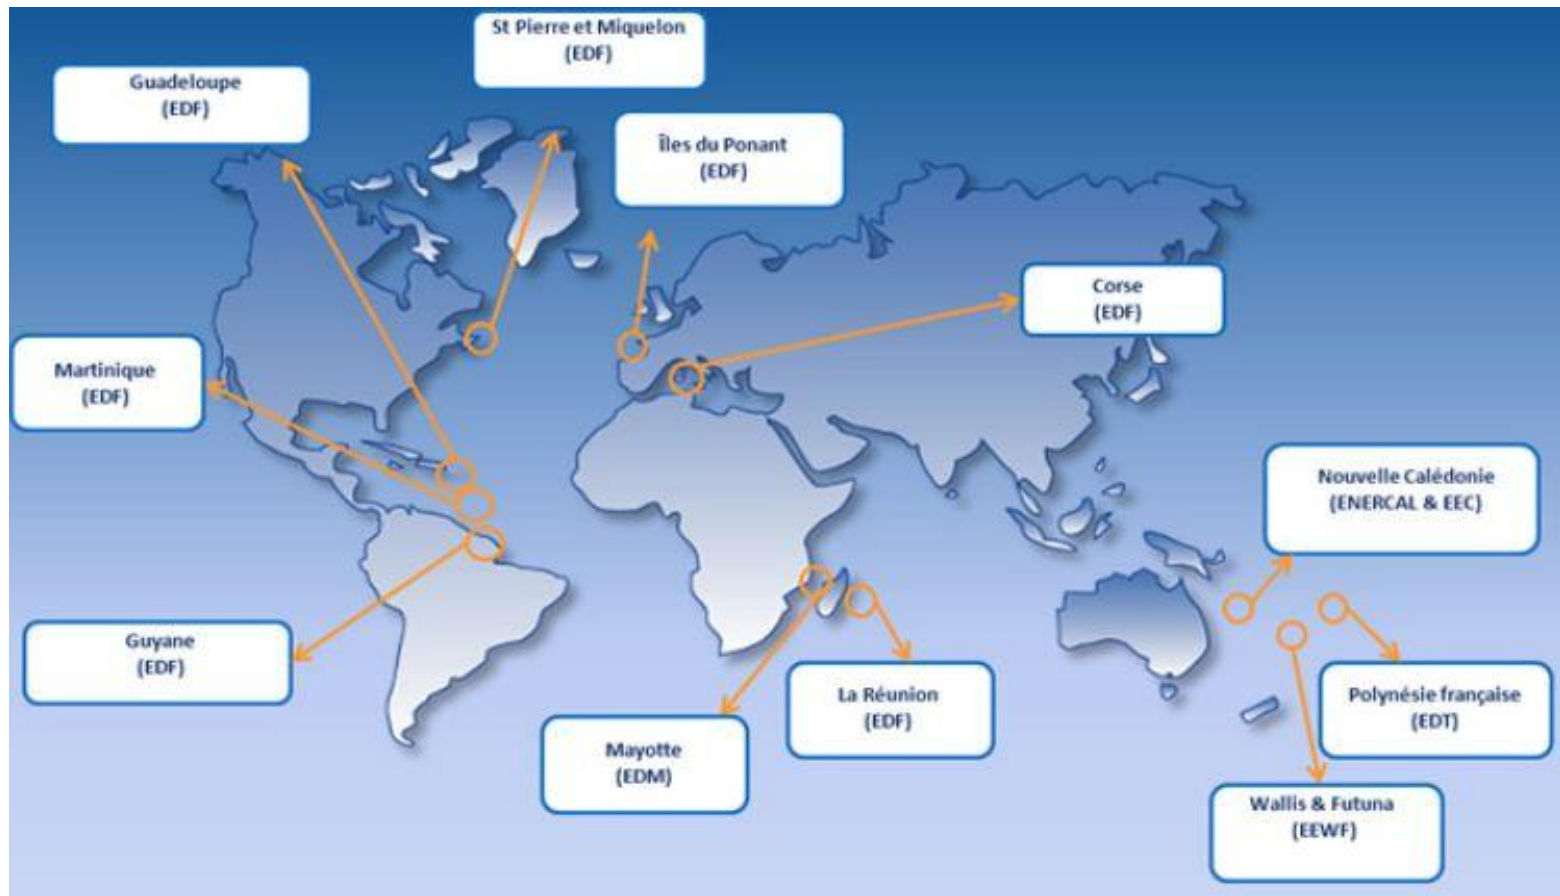 St Pierre et Miquelon
(EDF)
Guadeloupe
(EDF)
Îles du Ponant
(EDF)
Corse
(EDF)
Martinique
(EDF)
Nouvelle Calédonie
(ENERCAL & EEC)
Guyane
(EDF)
La Réunion
(EDF)
Polynésie française
(EDT)
Mayotte
(EDM)
Wallis & Futuna
(EEWF)